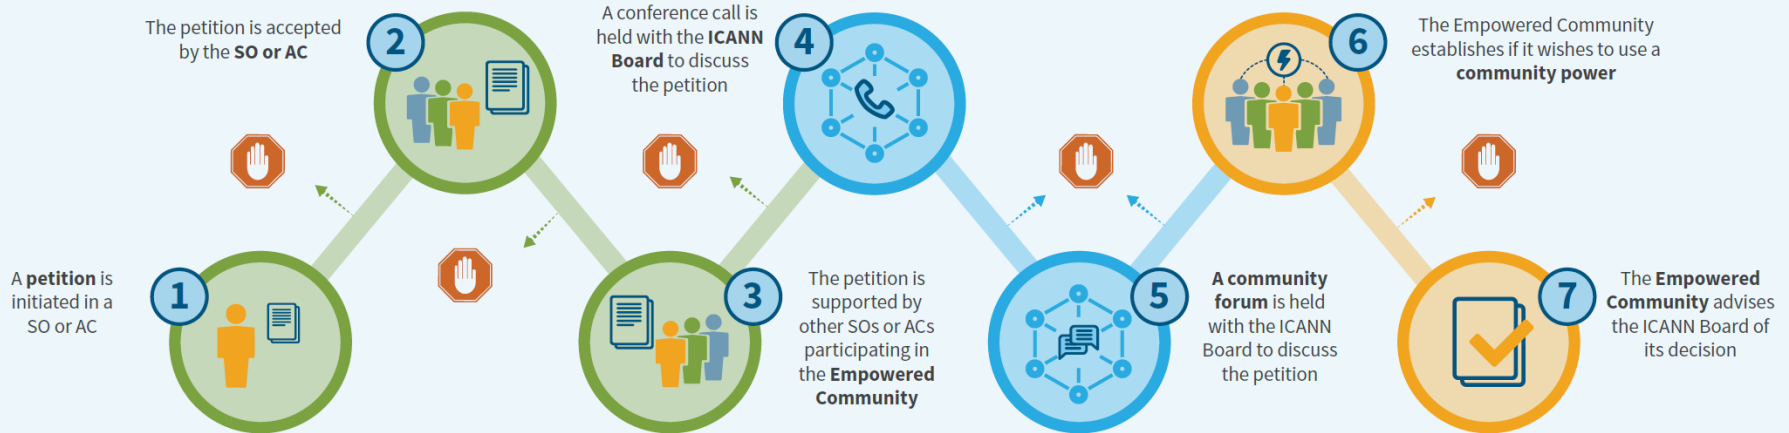 1
A petition is
initiated in a
SO or AC
2
The petition is accepted
by the SO or AC
3
The petition is
supported by
other SOs or ACs
participating in
the Empowered
Community
4
A conference call is
held with the ICANN
Board to discuss
the petition
5
A community
forum is held
with the ICANN
Board to discuss
the petition
6
The Empowered Community
establishes if it wishes to use a
community power
7
The Empowered
Community advises
the ICANN Board of
its decision